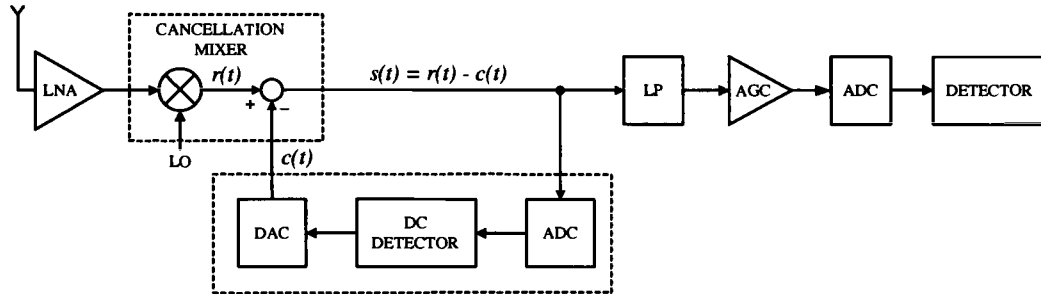 CANCELLATION
MIXER
LNA
r(t)
+
−
s(t) = r(t) - c(t)
LP
AGC
ADC
DETECTOR
LO
c(t)
DAC
DC
DETECTOR
ADC